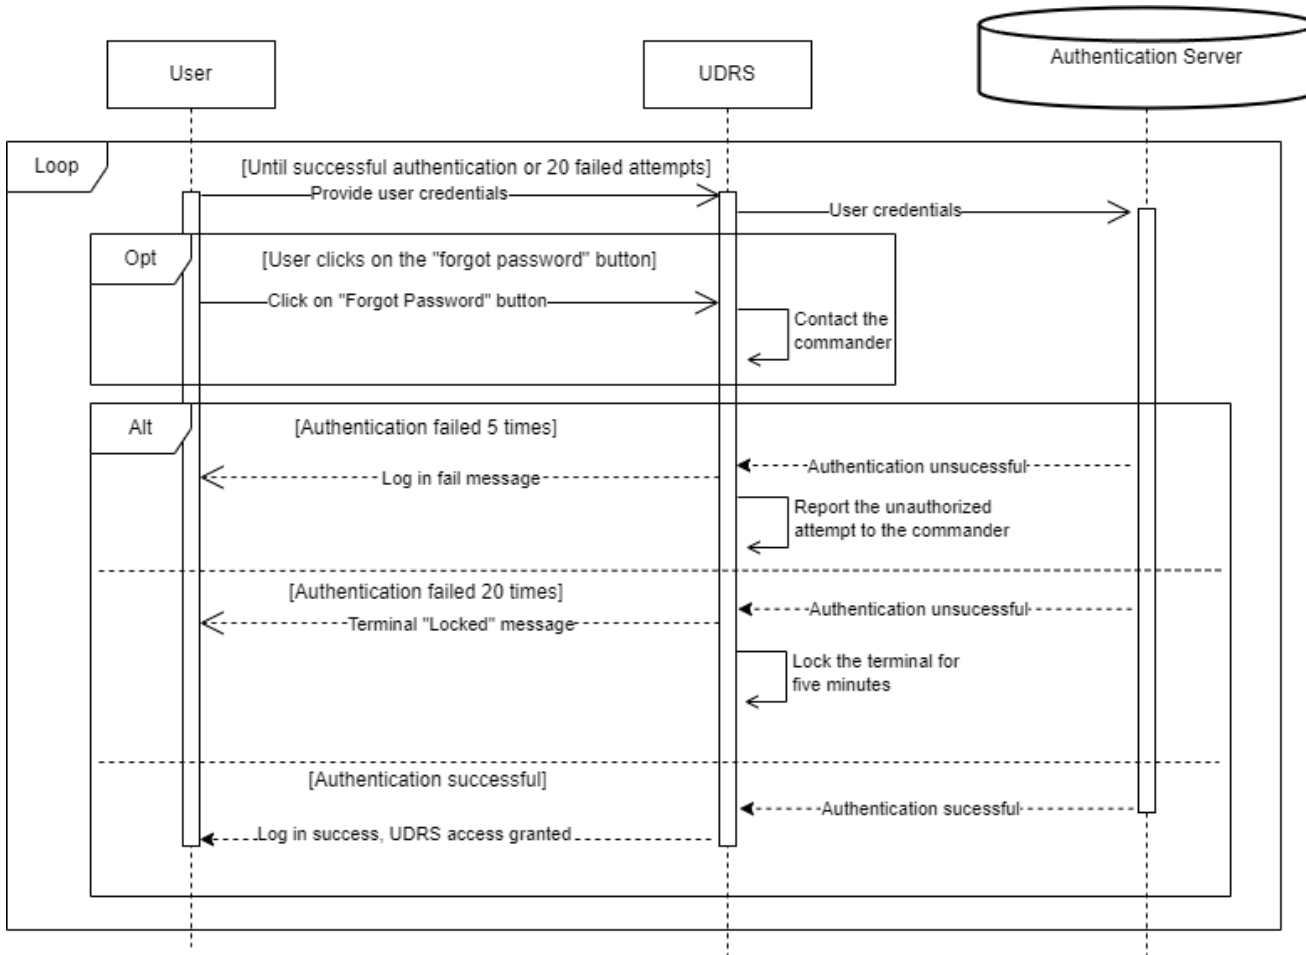 User
UDRS
Authentication Server
Loop
[Until successful authentication or 20 failed attempts]
Provide user credentials
User credentials
Opt
[User clicks on the "forgot password" button]
Click on "Forgot Password" button
Contact the
commander
Alt
[Authentication failed 5 times]
Authentication unsucessful
Log in fail message
Report the unauthorized
attempt to the commander
[Authentication failed 20 times]
Authentication unsucessful
Terminal "Locked" message
Lock the terminal for
five minutes
[Authentication successful]
Authentication sucessful
Log in success, UDRS access granted